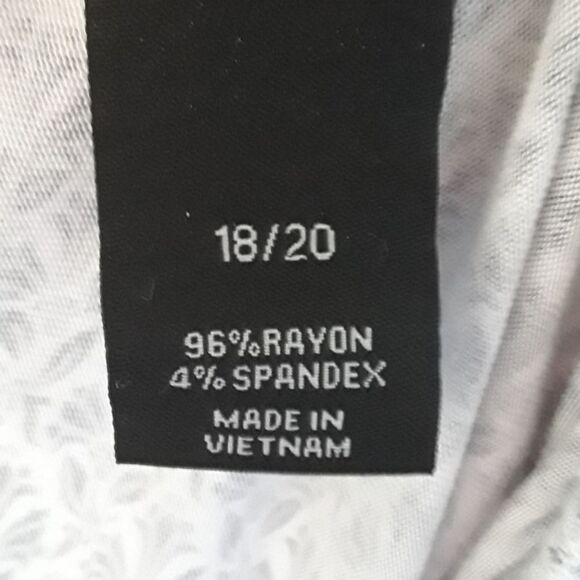 18/20
96%RAYON
4% SPANDEX
MADE IN
VIETNAM